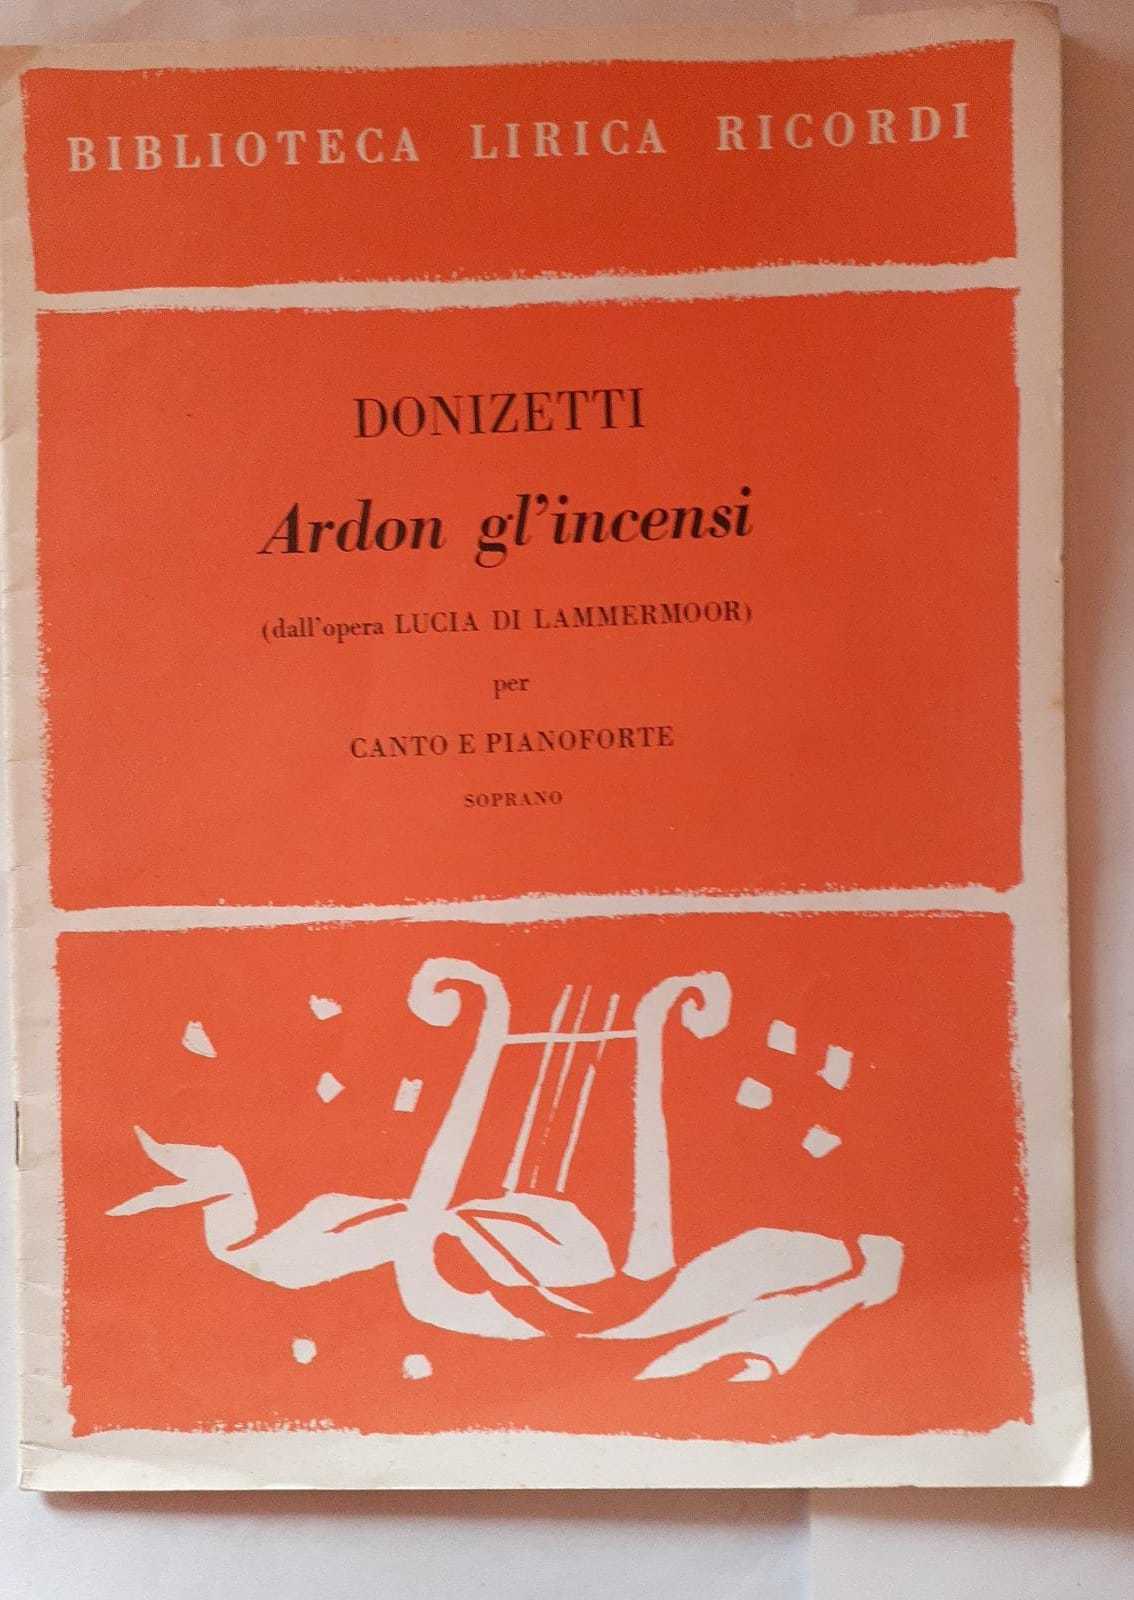 BIBLIOTECA LIRICA RICORDI
DONIZETTI
Ardon gl'incensi
(dall'opera LUCIA DI LAMMERMOOR)
per
CANTO E PIANOFORTE
SOPRANO